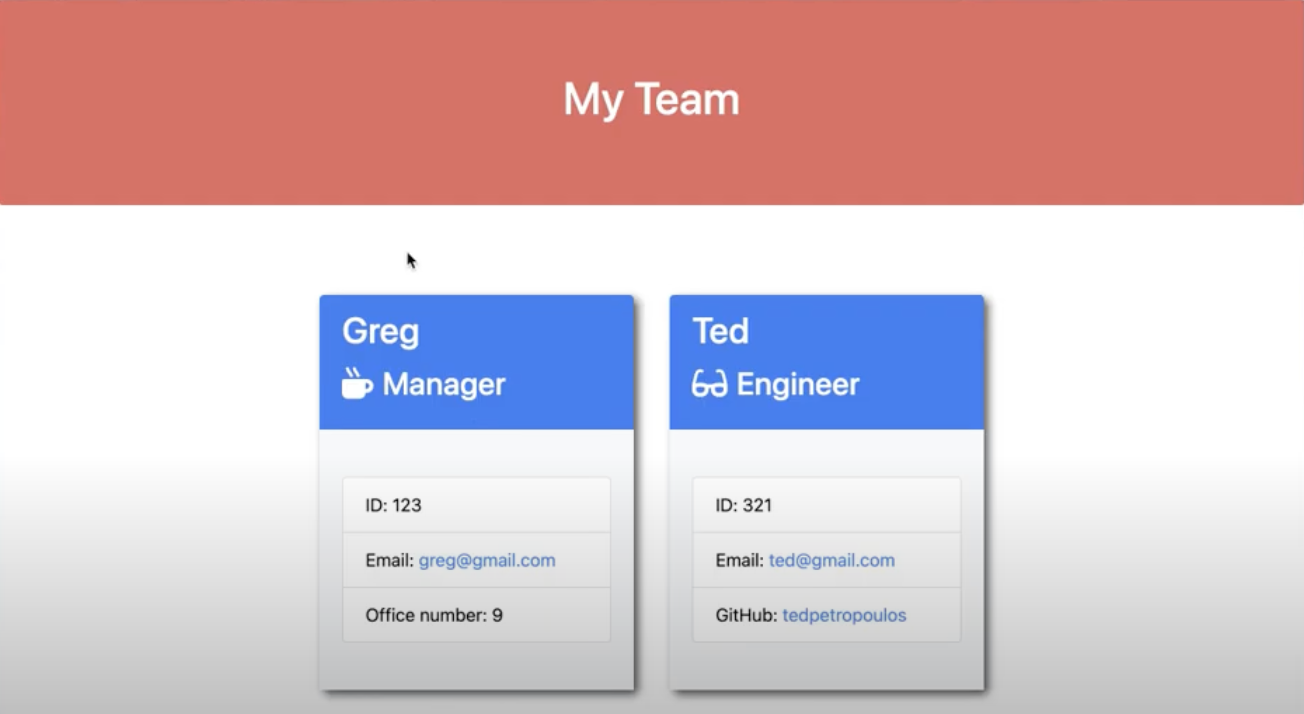 My Team
Greg
Manager
ID: 123
Email: greg@gmail.com
Office number: 9
Ted
Engineer
ID: 321
Email: ted@gmail.com
GitHub: tedpetropoulos